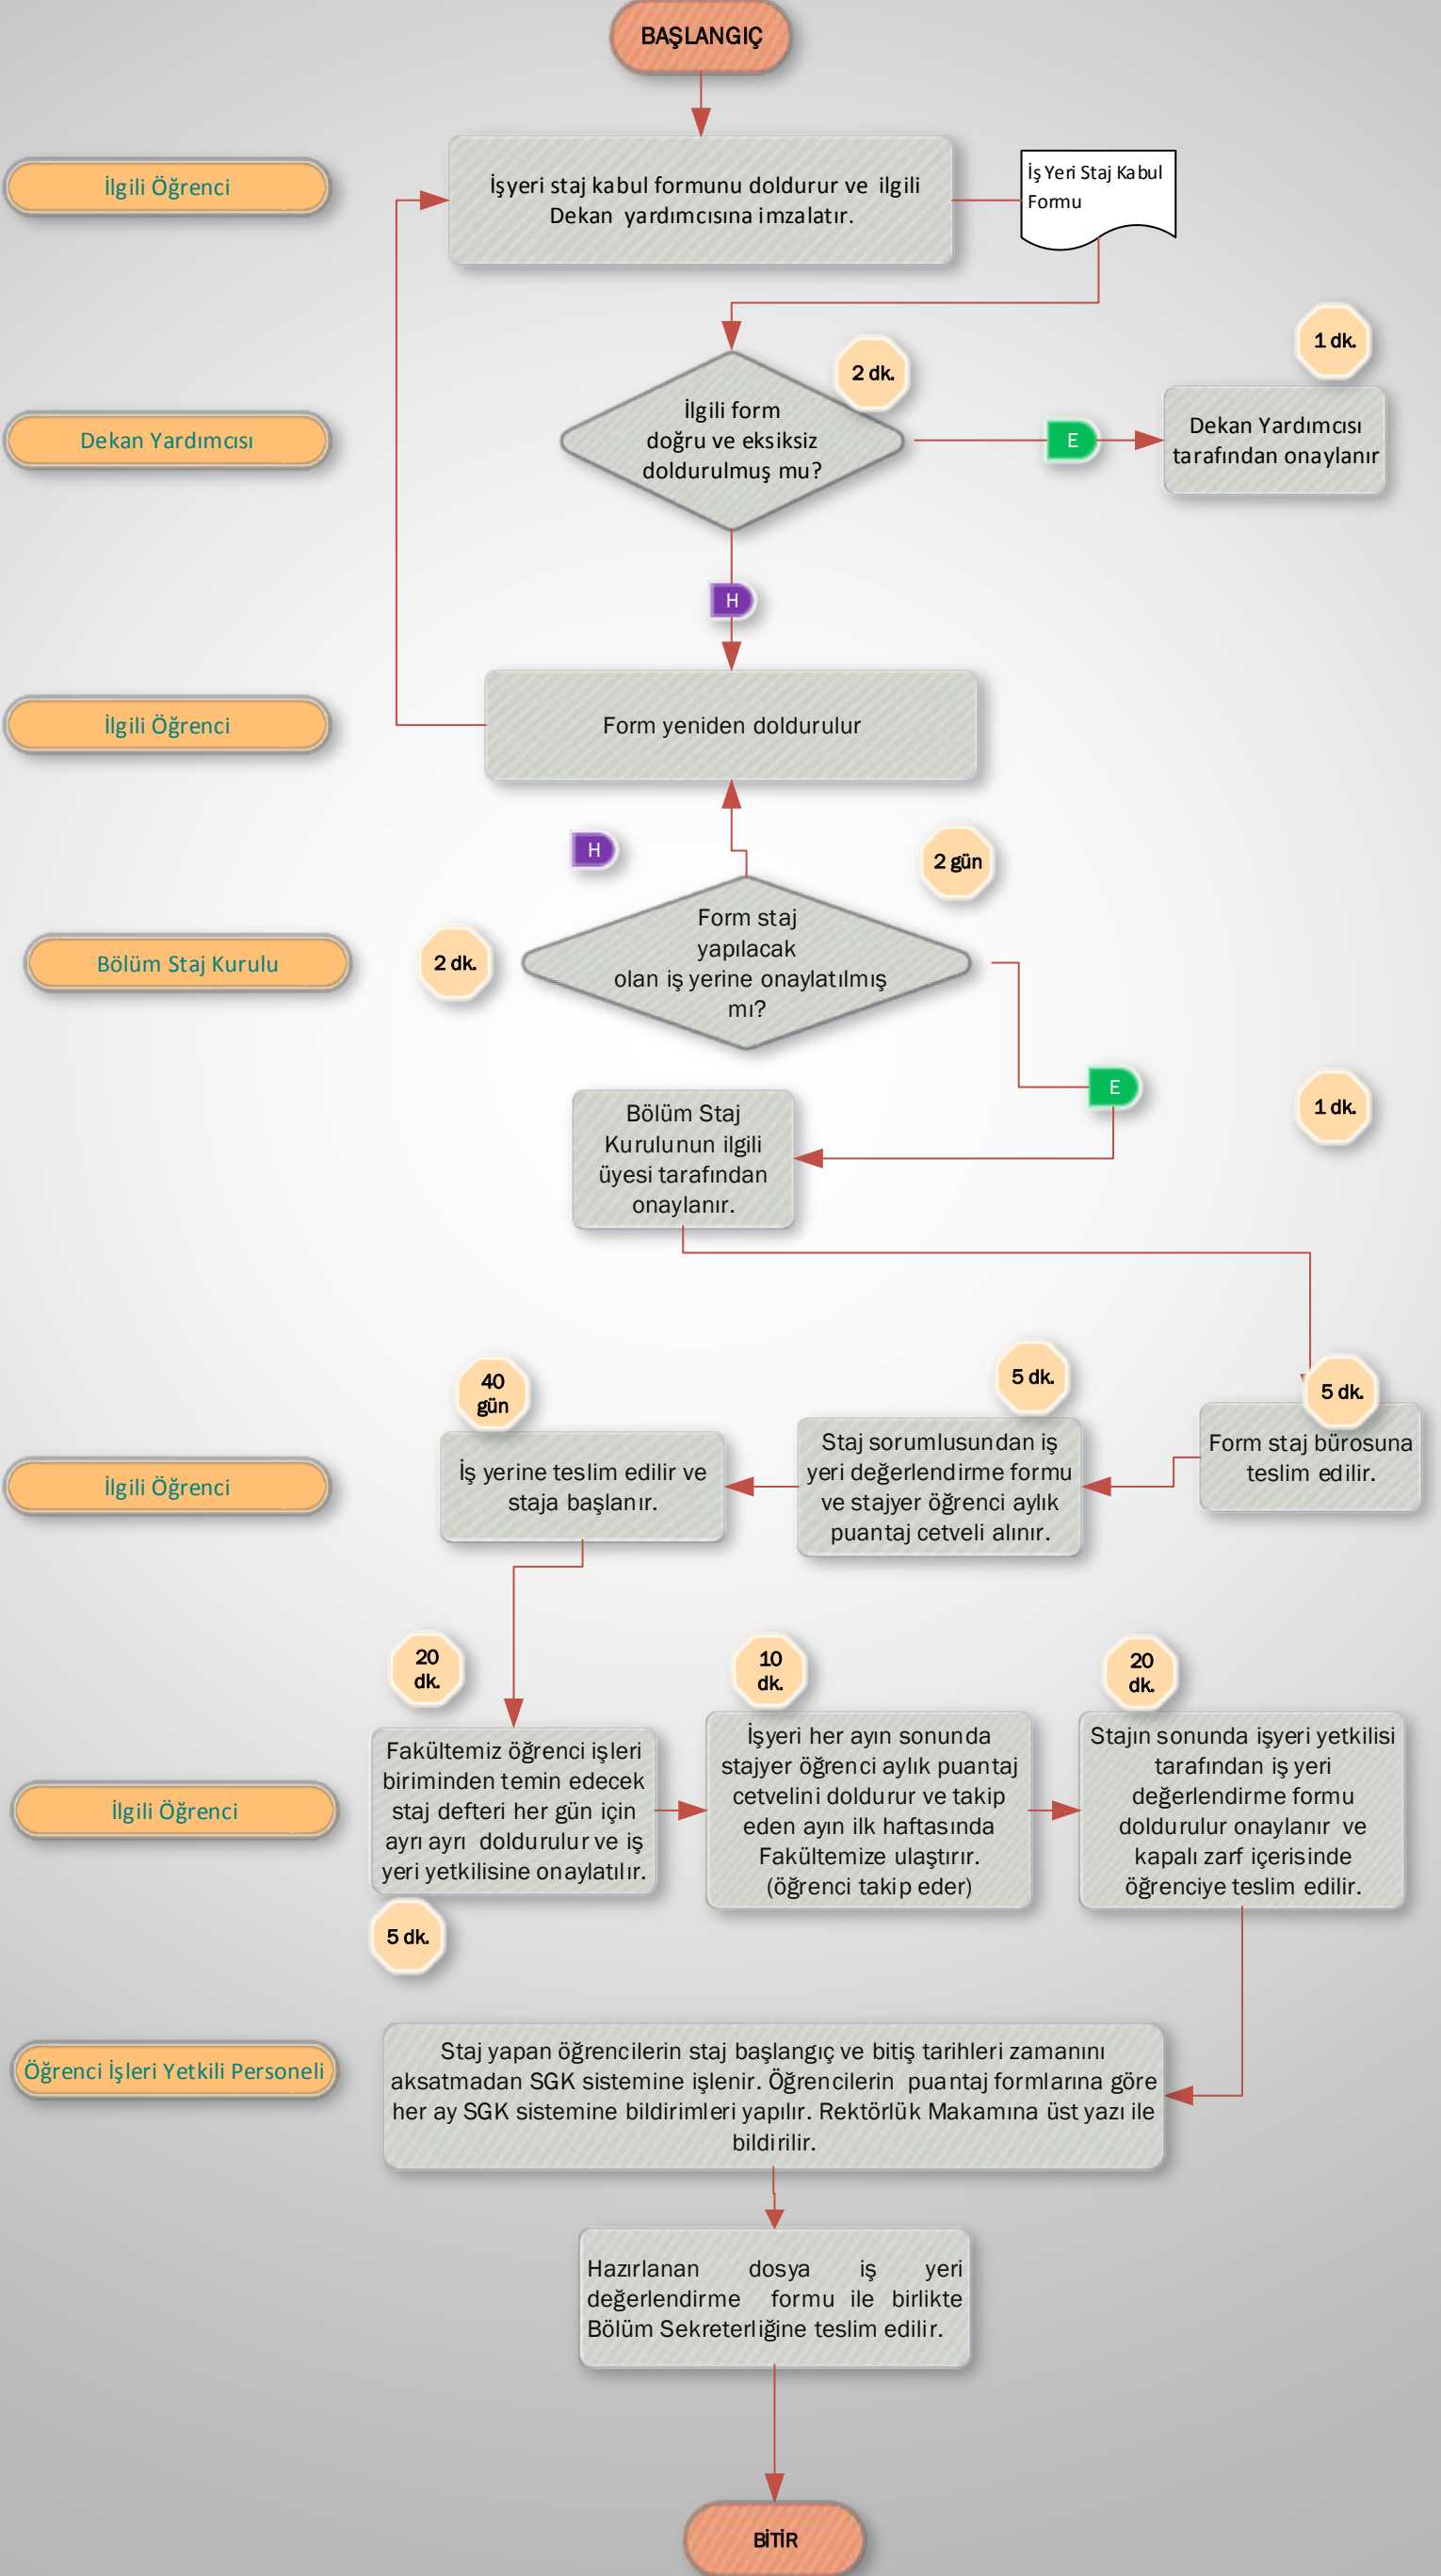 BAŞLANGIÇ
İlgili Öğrenci
İşyeri staj kabul formunu doldurur ve ilgili
Dekan yardımcısına imzalatır.
İş Yeri Staj Kabul
Formu
1 dk.
2 dk.
Dekan Yardımcısı
İlgili form
doğru ve eksiksiz
doldurulmuş mu?
E
Dekan Yardımcısı
tarafından onaylanır
H
İlgili Öğrenci
Form yeniden doldurulur
H
2 gün
Bölüm Staj Kurulu
2 dk.
Form staj
yapılacak
olan iş yerine onaylatılmış
mı?
E
1 dk.
Bölüm Staj
Kurulunun ilgili
üyesi tarafından
onaylanır.
40
gün
5 dk.
5 dk.
İlgili Öğrenci
İş yerine teslim edilir ve
staja başlanır.
Staj sorumlusundan iş
yeri değerlendirme formu
ve stajyer öğrenci aylık
puantaj cetveli alınır.
Form staj bürosuna
teslim edilir.
20
dk.
10
dk.
20
dk.
İlgili Öğrenci
Fakültemiz öğrenci işleri
biriminden temin edecek
staj defteri her gün için
ayrı ayrı doldurulur ve iş
yeri yetkilisine onaylatılır.
İşyeri her ayın sonunda
stajyer öğrenci aylık puantaj
cetvelini doldurur ve takip
eden ayın ilk haftasında
Fakültemize ulaştırır.
(öğrenci takip eder)
Stajın sonunda işyeri yetkilisi
tarafından iş yeri
değerlendirme formu
doldurulur onaylanır ve
kapalı zarf içerisinde
öğrenciye teslim edilir.
5 dk.
Öğrenci İşleri Yetkili Personeli
Staj yapan öğrencilerin staj başlangıç ve bitiş tarihleri zamanını
aksatmadan SGK sistemine işlenir. Öğrencilerin puantaj formlarına göre
her ay SGK sistemine bildirimleri yapılır. Rektörlük Makamına üst yazı ile
bildirilir.
Hazırlanan dosya iş yeri
değerlendirme formu ile birlikte
Bölüm Sekreterliğine teslim edilir.
BİTİR